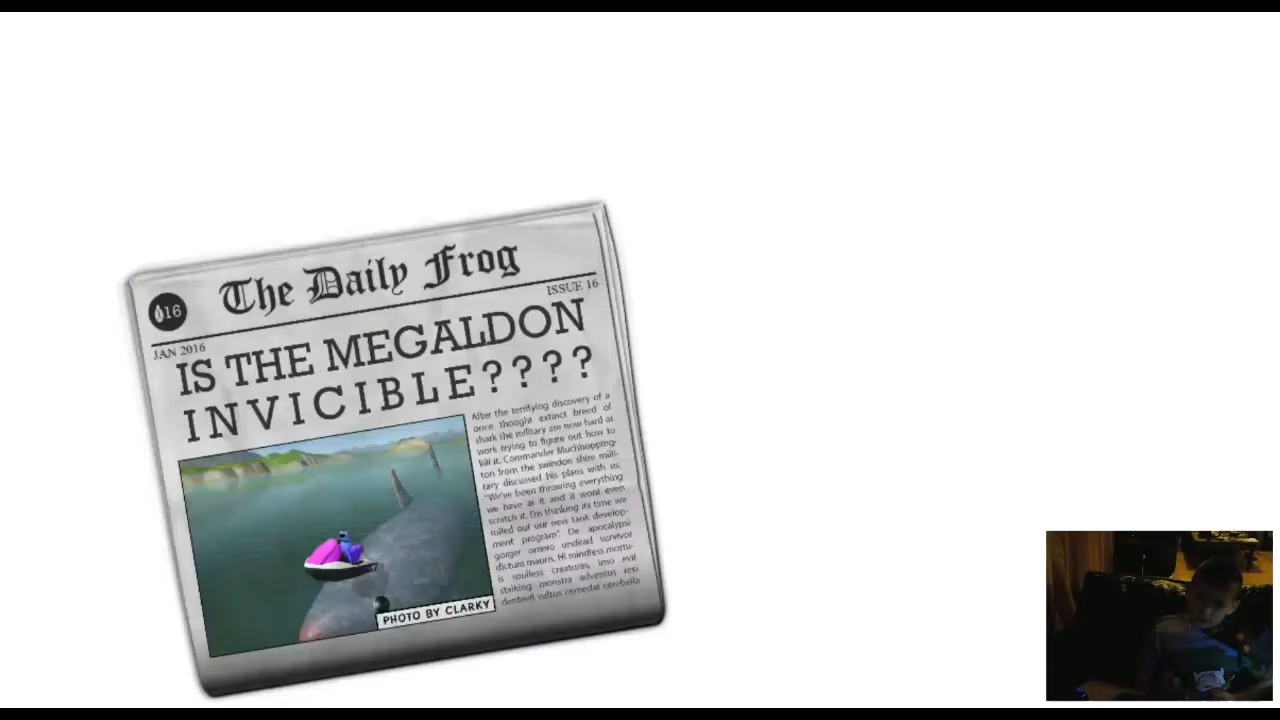 The Daily Frog
16
ISSUE 16
JAN 2016
IS THE MEGALDON
INVICIBLE????
After the terrifying discovery of a
once thought extinct breed of
shark the military are now hard at
work trying to figure out how to
kill it. Commander Muchhopping-
ton from the swindon shire mili-
tary discussed his plans with us,
"We've been throwing everything
we have at it and it wont even
scratch it. I'm thinking its time we
rolled out our new tank develop-
ment program". De apocalypsi
gorger omero undead survivor
dictum mauris. Hi mindless mortu-
is soulless creaturas, imo evil
stalking monstra adventus resi
dentevil vultus comedat cerebella
PHOTO BY CLARKY